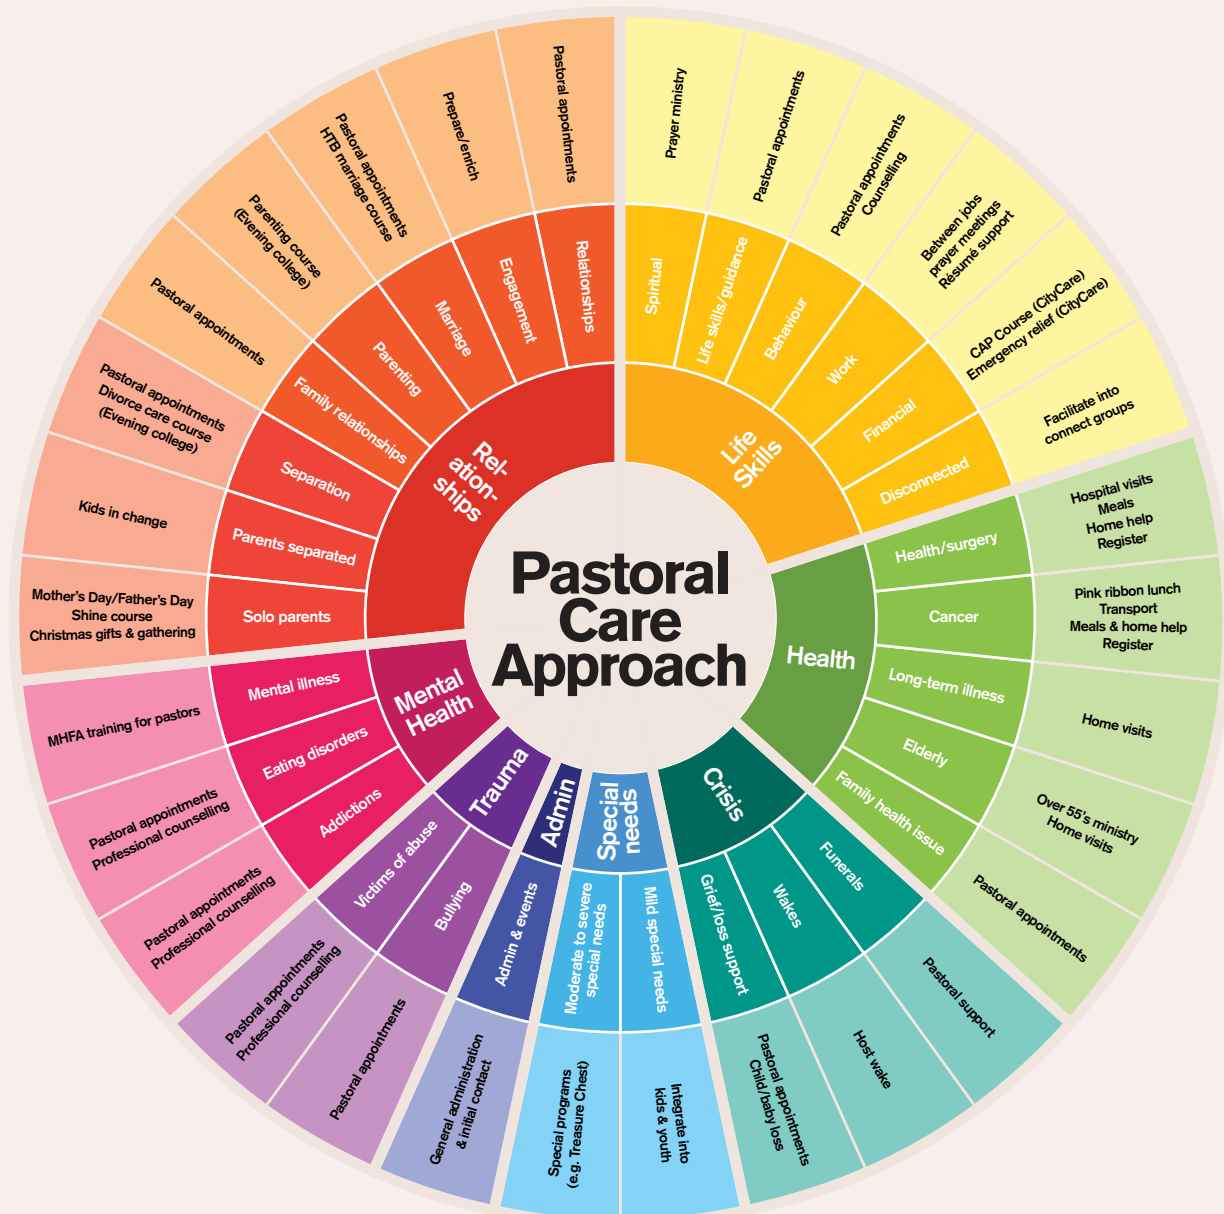 Pastoral
Care
Approach
Life
Skills
Spiritual
Prayer ministry
Life skills/guidance
Pastoral appointments
Behaviour
Pastoral appointments
Counselling
Work
Between jobs
prayer meetings
Résumé support
Financial
CAP Course (CityCare)
Emergency relief (CityCare)
Disconnected
Facilitate into
connect groups
Health
Health/surgery
Hospital visits
Meals
Home help
Register
Cancer
Pink ribbon lunch
Transport
Meals & home help
Register
Long-term illness
Home visits
Elderly
Over 55's ministry
Home visits
Family health issue
Pastoral appointments
Crisis
Funerals
Pastoral support
Wakes
Host wake
Grief/loss support
Pastoral appointments
Child/baby loss
Special
needs
Mild special needs
Integrate into
kids & youth
Moderate to severe
special needs
Special programs
(e.g. Treasure Chest)
Admin
Admin & events
General administration
& initial contact
Trauma
Bullying
Pastoral appointments
Victims of abuse
Pastoral appointments
Professional counselling
Mental
Health
Addictions
Pastoral appointments
Professional counselling
Eating disorders
Pastoral appointments
Professional counselling
Mental illness
MHFA training for pastors
Rel-
ation-
ships
Solo parents
Mother's Day/Father's Day
Shine course
Christmas gifts & gathering
Parents separated
Kids in change
Separation
Pastoral appointments
Divorce care course
(Evening college)
Family relationships
Pastoral appointments
Parenting
Parenting course
(Evening college)
Marriage
Pastoral appointments
HTB marriage course
Engagement
Prepare/enrich
Relationships
Pastoral appointments